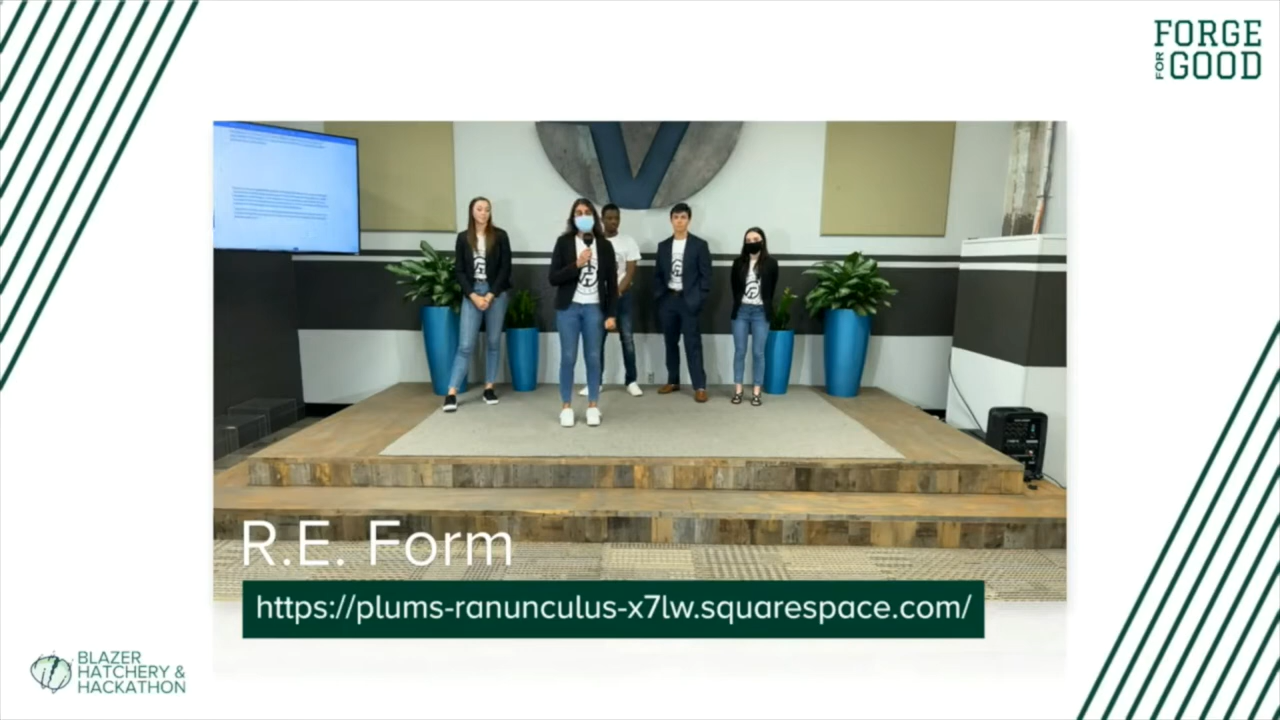 FORGE
FOR
GOOD
V
R.E. Form
https://plums-ranunculus-x7lw.squarespace.com/
BLAZER
HATCHERY &
HACKATHON